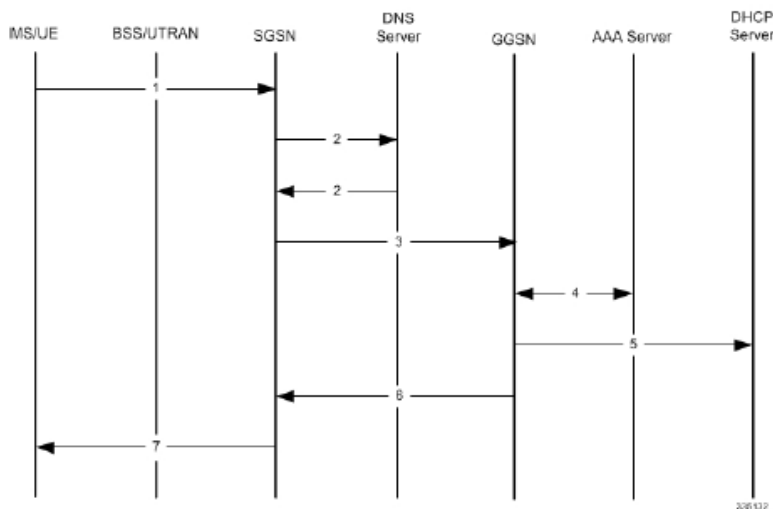 MS/UE
BSS/UTRAN
SGSN
DNS
Server
GGSN
AAA Server
DHCP
Server
1
2
2
3
4
5
6
7